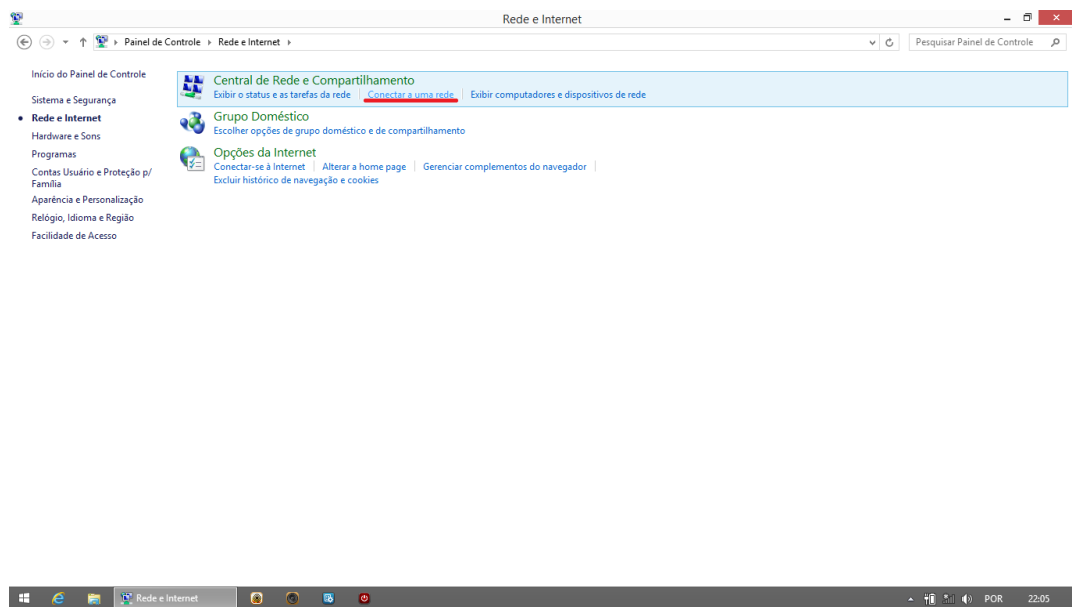 Rede e Internet
Painel de Controle Rede e Internet
Pesquisar Painel de Controle
Início do Painel de Controle
Sistema e Segurança
Rede e Internet
Hardware e Sons
Programas
Contas Usuário e Proteção p/
Família
Aparência e Personalização
Relógio, Idioma e Região
Facilidade de Acesso
Central de Rede e Compartilhamento
Exibir o status e as tarefas da rede Conectar a uma rede Exibir computadores e dispositivos de rede
Grupo Doméstico
Escolher opções de grupo doméstico e de compartilhamento
Opções da Internet
Conectar-se à Internet Alterar a home page Gerenciar complementos do navegador
Excluir histórico de navegação e cookies
Rede e Internet
POR 22:05